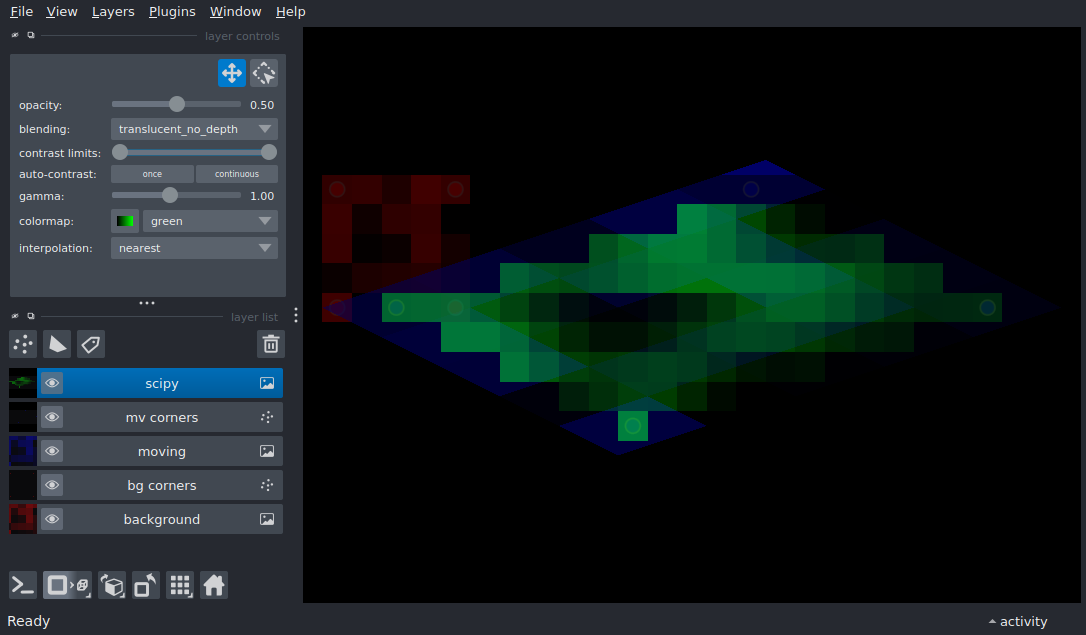 File View Layers Plugins Window Help
layer controls
opacity: 0.50
blending: translucent_no_depth
contrast limits:
auto-contrast: once continuous
gamma: 1.00
colormap: green
interpolation: nearest
layer list
scipy
mv corners
moving
bg corners
background
Ready activity